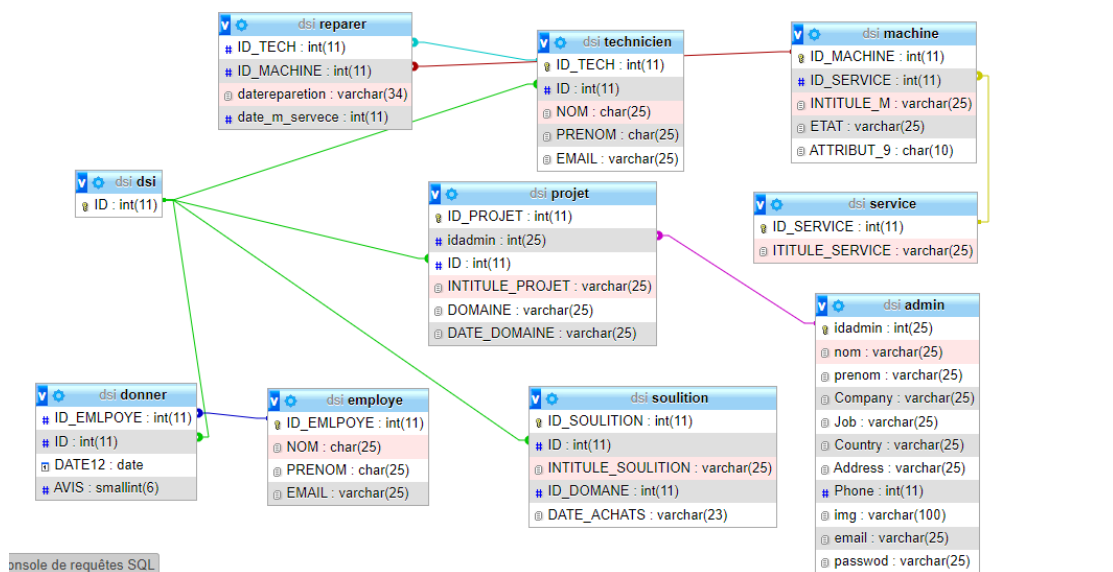 dsi reparer
ID_TECH : int(11)
ID_MACHINE : int(11)
datereparetion : varchar(34)
date_m_servece : int(11)
dsi technicien
ID_TECH : int(11)
ID : int(11)
NOM : char(25)
PRENOM : char(25)
EMAIL : varchar(25)
dsi machine
ID_MACHINE : int(11)
ID_SERVICE : int(11)
INTITULE_M : varchar(25)
ETAT : varchar(25)
ATTRIBUT_9 : char(10)
dsi dsi
ID : int(11)
dsi projet
ID_PROJET : int(11)
idadmin : int(25)
ID : int(11)
INTITULE_PROJET : varchar(25)
DOMAINE : varchar(25)
DATE_DOMAINE : varchar(25)
dsi service
ID_SERVICE : int(11)
ITITULE_SERVICE : varchar(25)
dsi admin
idadmin : int(25)
nom : varchar(25)
prenom : varchar(25)
Company : varchar(25)
Job : varchar(25)
Country : varchar(25)
Address : varchar(25)
Phone : int(11)
img : varchar(100)
email : varchar(25)
passwod : varchar(25)
dsi donner
ID_EMLPOYE : int(11)
ID : int(11)
DATE12 : date
AVIS : smallint(6)
dsi employe
ID_EMLPOYE : int(11)
NOM : char(25)
PRENOM : char(25)
EMAIL : varchar(25)
dsi soulition
ID_SOULITION : int(11)
ID : int(11)
INTITULE_SOULITION : varchar(25)
ID_DOMANE : int(11)
DATE_ACHATS : varchar(23)
onsole de requêtes SQL